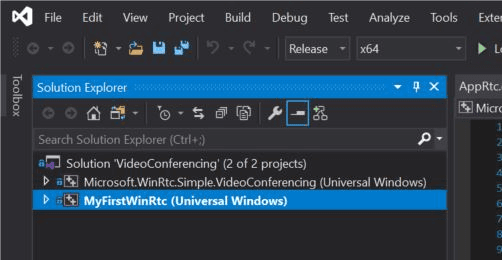 File Edit View Project Build Debug Test Analyze Tools Exter
Release x64
Toolbox
Solution Explorer
AppRtc.
Micros
Search Solution Explorer (Ctrl+;)
Solution 'VideoConferencing' (2 of 2 projects)
Microsoft.WinRtc.Simple.VideoConferencing (Universal Windows)
MyFirstWinRtc (Universal Windows)
1
2
3
4
5
6
7
8
9